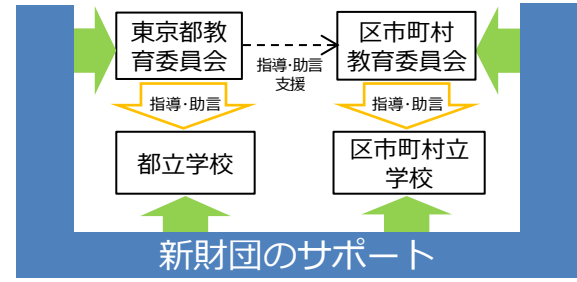 東京都教
育委員会
指導･助言
支援
区市町村
教育委員会
指導･助言
指導･助言
都立学校
区市町村立
学校
新財団のサポート